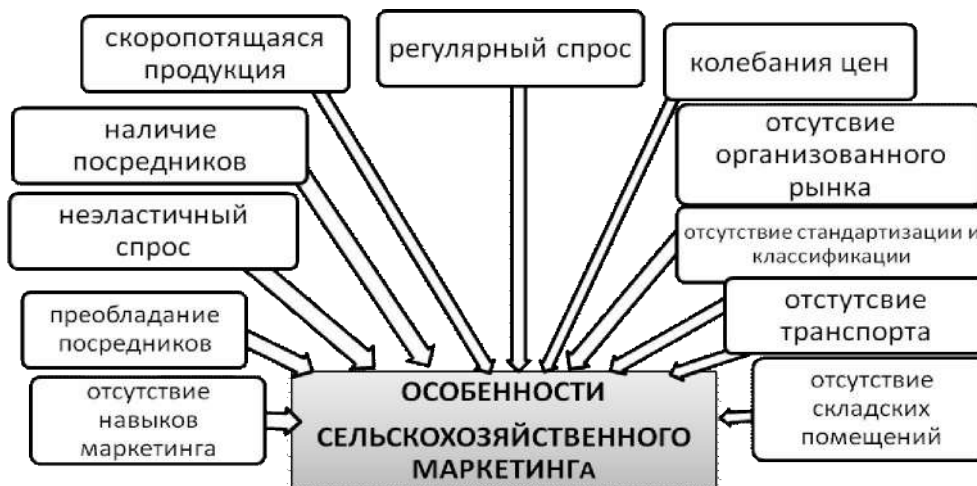 скоропотящаяся
продукция
регулярный спрос
колебания цен
наличие
посредников
отсутсвие
организованного
рынка
неэластичный
спрос
отсутствие стандартизации и
классификации
преобладание
посредников
отстутсвие
транспорта
отсутствие
навыков
маркетинга
ОСОБЕННОСТИ
СЕЛЬСКОХОЗЯЙСТВЕННОГО
МАРКЕТИНГА
отсутствие
складских
помещений